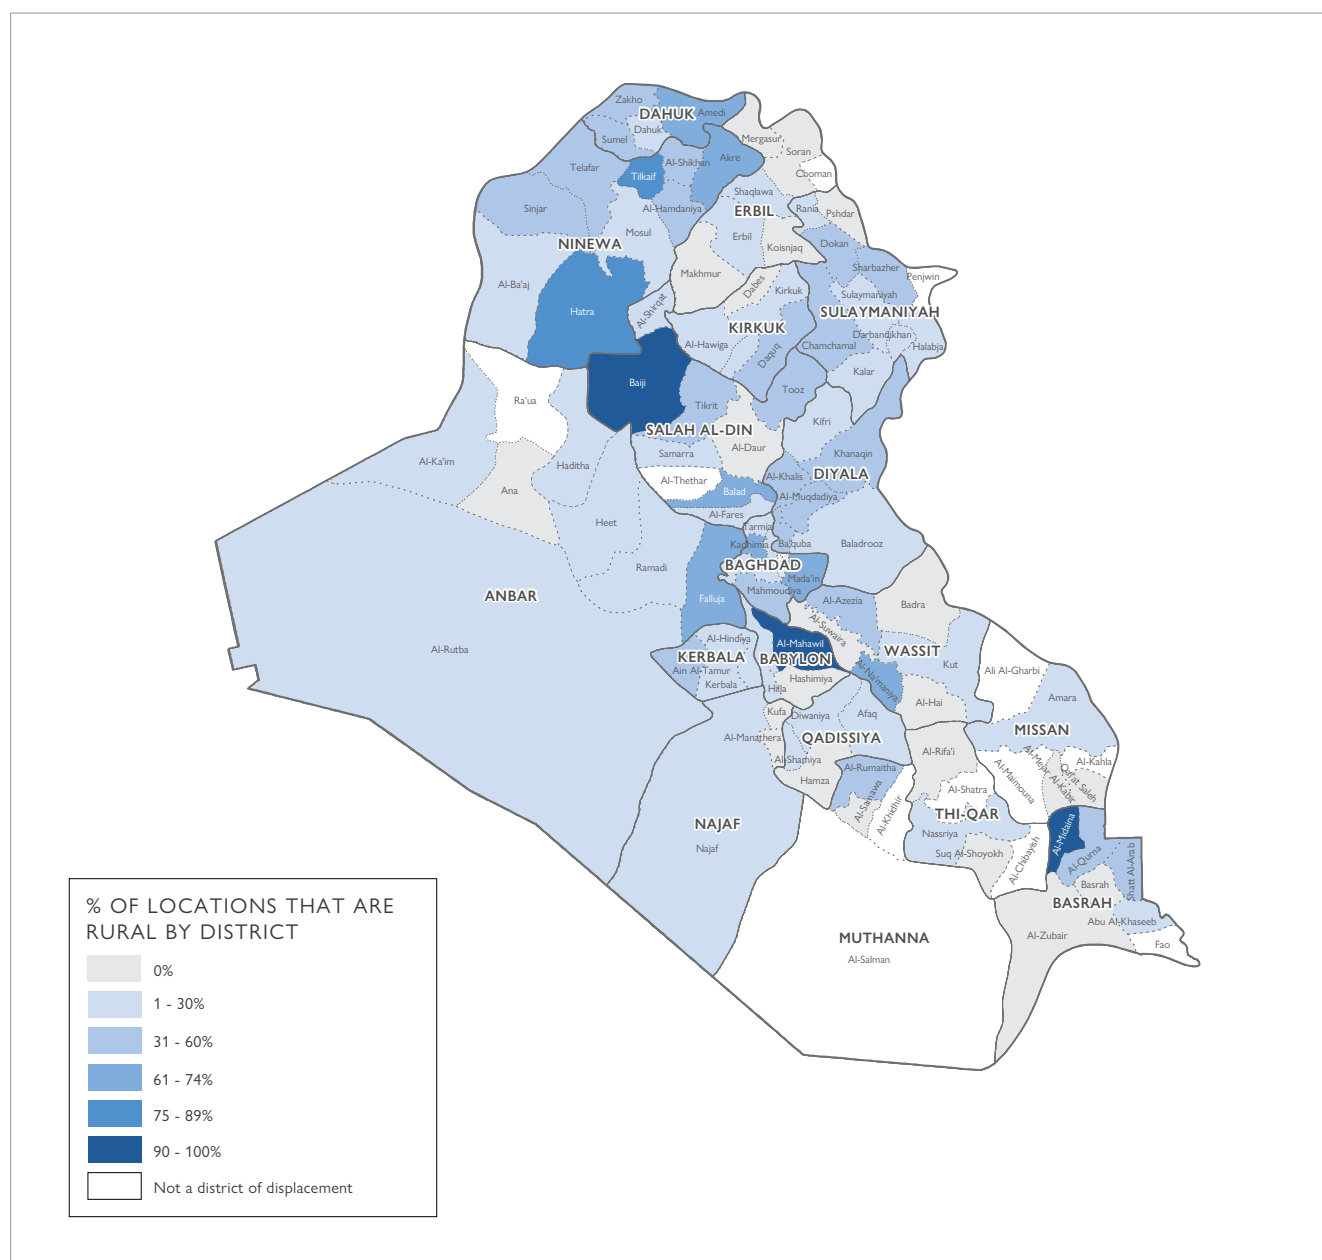 Zakho
DAHUK
Amedi
Dahuk
Sumel
Mergasur
Soran
Telafar
Tilkaif
Al-Shikhan
Akre
Choman
Sinjar
Al-Hamdaniya
Shaqlawa
ERBIL
Rania
Pshdar
Mosul
NINEWA
Erbil
Koisnjaq
Dokan
Makhmur
Sharbazher
Penjwin
Al-Ba'aj
Hatra
Al-Shirqat
Dabes
Kirkuk
Sulaymaniyah
SULAYMANIYAH
KIRKUK
Al-Hawiga
Daquq
Chamchamal
Darbandikhan
Halabja
Baiji
Kalar
Ra'ua
Tikrit
Tooz
Kifri
SALAH AL-DIN
Al-Daur
Samarra
Khanaqin
DIYALA
Al-Ka'im
Haditha
Al-Thethar
Al-Khalis
Ana
Balad
Al-Muqdadiya
Al-Fares
Heet
Tarmia
Kadhimia
Ba'quba
Baladrooz
BAGHDAD
Ramadi
Mada'in
ANBAR
Falluja
Mahmoudiya
Al-Azezia
Badra
Al-Suwaira
Al-Rutba
Al-Hindiya
Al-Mahawil
KERBALA
BABYLON
WASSIT
Kut
Ain Al-Tamur
Hashimiya
Al-Na'maniya
Ali Al-Gharbi
Kerbala
Hilla
Al-Hai
Amara
Kufa
Diwaniya
Afaq
MISSAN
Al-Manathera
QADISSIYA
Al-Rifa'i
Al-Shamiya
Al-Rumaitha
Al-Maimouna
Al-Mejar Al-Kabir
Qal'at Saleh
Al-Kahla
Hamza
Al-Samawa
Al-Khidhir
Al-Shatra
THI-QAR
NAJAF
Nassriya
Najaf
Suq Al-Shoyokh
Al-Chibayish
Al-Midaina
Al-Qurna
Shatt Al-Arab
Basrah
BASRAH
Abu Al-Khaseeb
Al-Zubair
Fao
MUTHANNA
Al-Salman
% OF LOCATIONS THAT ARE
RURAL BY DISTRICT
0%
1 - 30%
31 - 60%
61 - 74%
75 - 89%
90 - 100%
Not a district of displacement